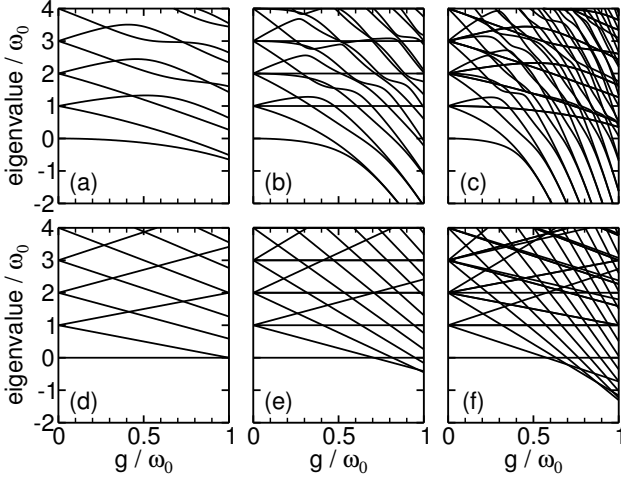 4
3
2
1
0
-1
-2
eigenvalue / ω0
(a)
(b)
(c)
4
3
2
1
0
-1
-2
eigenvalue / ω0
(d)
(e)
(f)
0 0.5 1 0 0.5 1 0 0.5 1
g / ω0 g / ω0 g / ω0